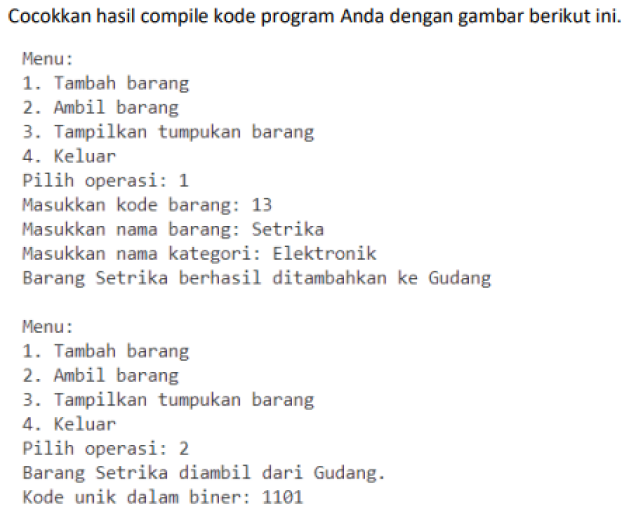 Cocokkan hasil compile kode program Anda dengan gambar berikut ini.
Menu:
1. Tambah barang
2. Ambil barang
3. Tampilkan tumpukan barang
4. Keluar
Pilih operasi: 1
Masukkan kode barang: 13
Masukkan nama barang: Setrika
Masukkan nama kategori: Elektronik
Barang Setrika berhasil ditambahkan ke Gudang
Menu:
1. Tambah barang
2. Ambil barang
3. Tampilkan tumpukan barang
4. Keluar
Pilih operasi: 2
Barang Setrika diambil dari Gudang.
Kode unik dalam biner: 1101